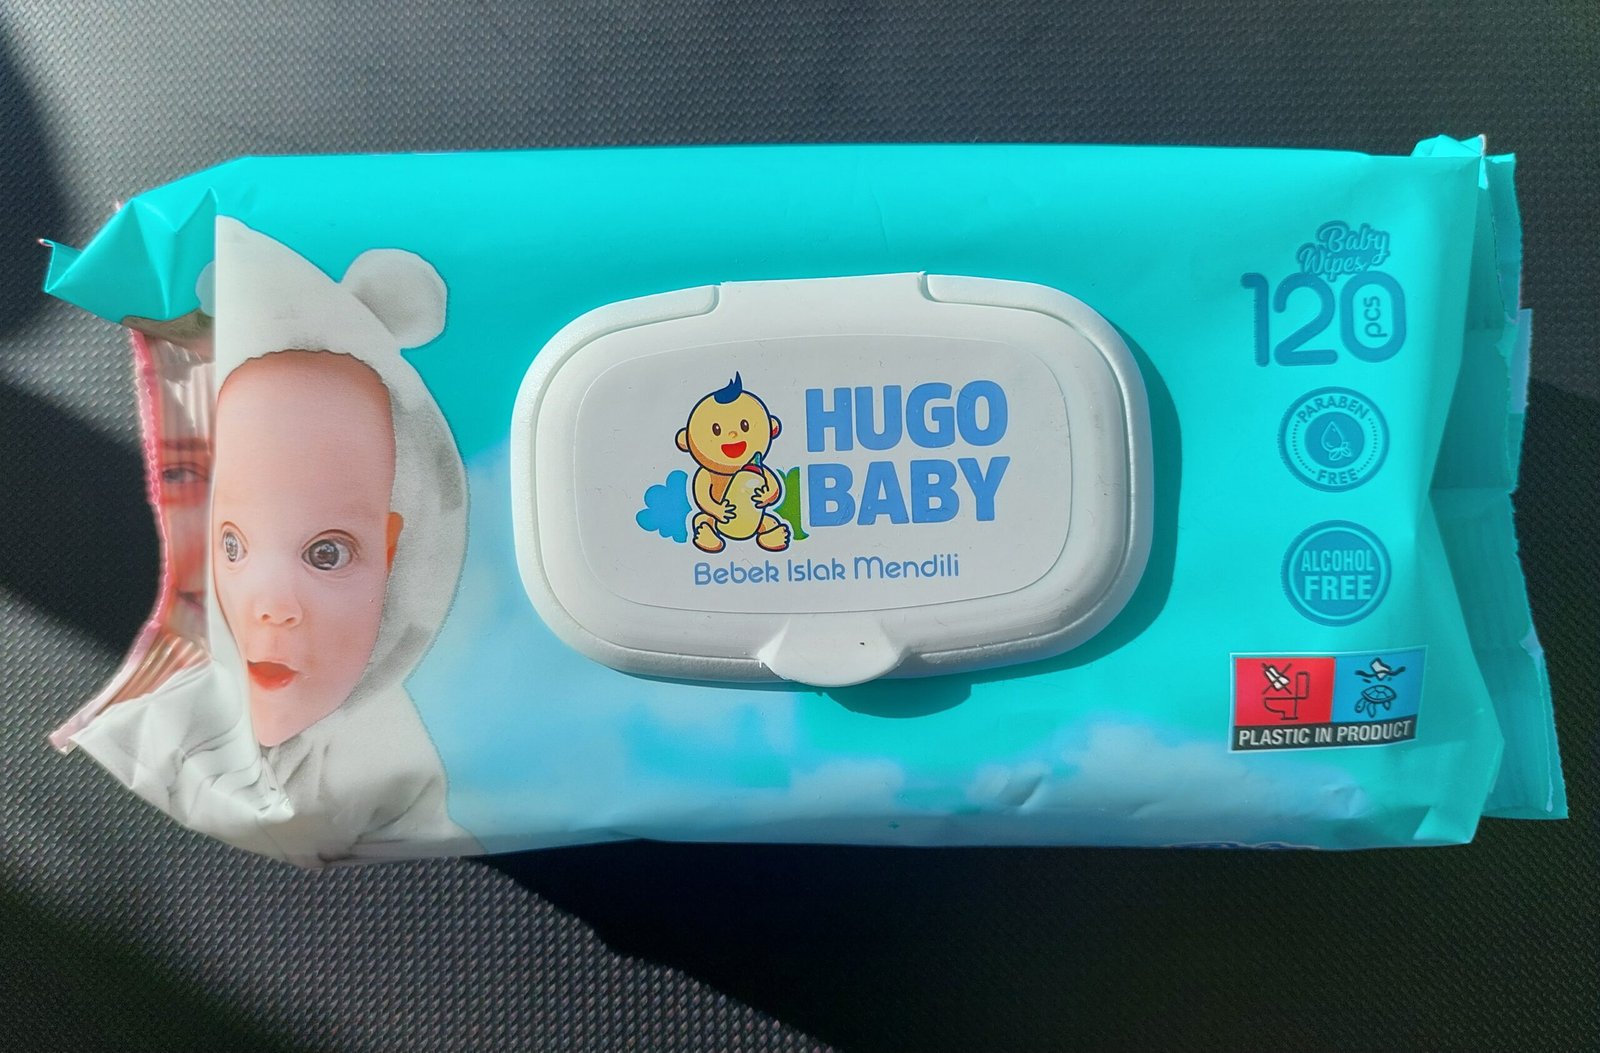 Baby
Wipes
120 pcs
HUGO
BABY
Bebek Islak Mendili
PARABEN
FREE
ALCOHOL
FREE
PLASTIC IN PRODUCT